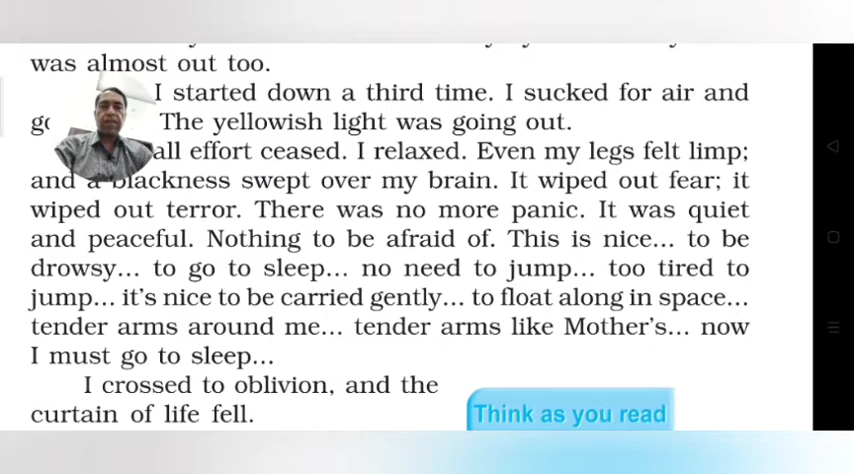 was almost out too.
I started down a third time. I sucked for air and
The yellowish light was going out.
all effort ceased. I relaxed. Even my legs felt limp;
and a blackness swept over my brain. It wiped out fear; it
wiped out terror. There was no more panic. It was quiet
and peaceful. Nothing to be afraid of. This is nice... to be
drowsy... to go to sleep... no need to jump... too tired to
jump... it's nice to be carried gently... to float along in space...
tender arms around me... tender arms like Mother's... now
I must go to sleep...
I crossed to oblivion, and the
curtain of life fell.
Think as you read